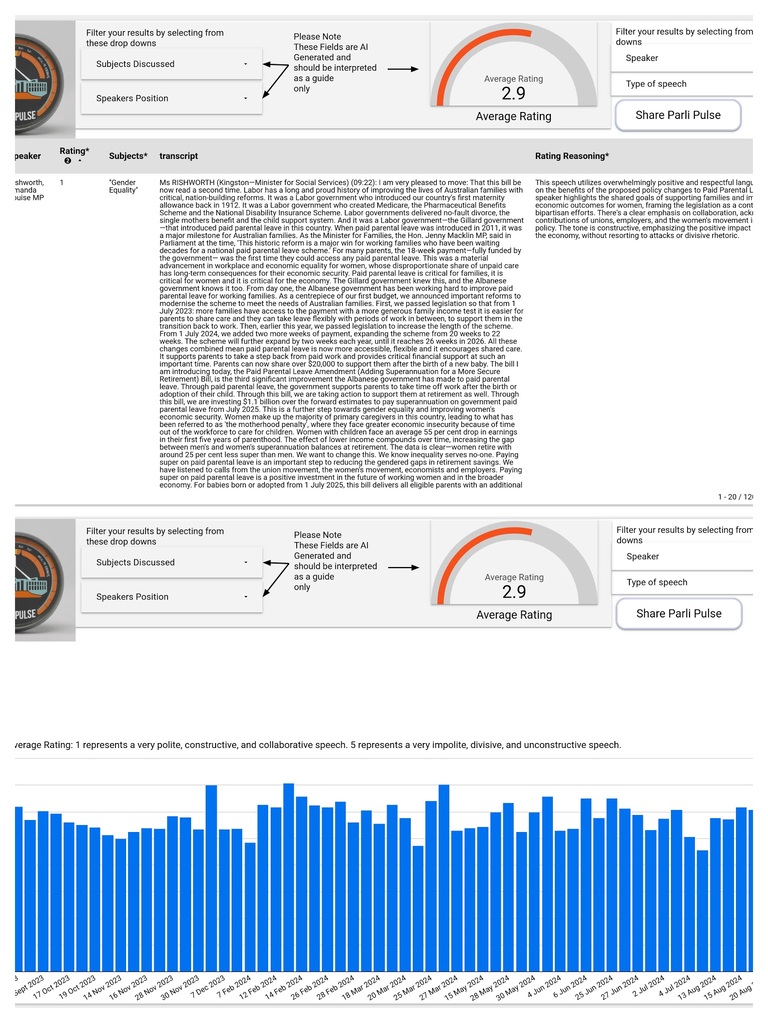 Filter your results by selecting from
these drop downs
Subjects Discussed
Speakers Position
Please Note
These Fields are AI
Generated and
should be interpreted
as a guide
only
Average Rating
2.9
Average Rating
Filter your results by selecting from
downs
Speaker
Type of speech
Share Parli Pulse
PULSE
peaker
Rating*
Subjects*
transcript
Rating Reasoning*
ishworth,
manda
ouise MP
1
"Gender
Equality"
Ms RISHWORTH (Kingston—Minister for Social Services) (09:22): I am very pleased to move: That this bill be
now read a second time. Labor has a long and proud history of improving the lives of Australian families with
critical, nation-building reforms. It was a Labor government who introduced our country's first maternity
allowance back in 1912. It was a Labor government who created Medicare, the Pharmaceutical Benefits
Scheme and the National Disability Insurance Scheme. Labor governments delivered no-fault divorce, the
single mothers benefit and the child support system. And it was a Labor government—the Gillard government
—that introduced paid parental leave in this country. When paid parental leave was introduced in 2011, it was
a major milestone for Australian families. As the Minister for Families, the Hon. Jenny Macklin MP, said in
Parliament at the time, 'This historic reform is a major win for working families who have been waiting
decades for a national paid parental leave scheme.' For many parents, the 18-week payment—fully funded by
the government— was the first time they could access any paid parental leave. This was a material
advancement in workplace and economic equality for women, whose disproportionate share of unpaid care
has long-term consequences for their economic security. Paid parental leave is critical for families, it is
critical for women and it is critical for the economy. The Gillard government knew this, and the Albanese
government knows it too. From day one, the Albanese government has been working hard to improve paid
parental leave for working families. As a centrepiece of our first budget, we announced important reforms to
modernise the scheme to meet the needs of Australian families. First, we passed legislation so that from 1
July 2023: more families have access to the payment with a more generous family income test it is easier for
parents to share care and they can take leave flexibly with periods of work in between, to support them in the
transition back to work. Then, earlier this year, we passed legislation to increase the length of the scheme.
From 1 July 2024, we added two more weeks of payment, expanding the scheme from 20 weeks to 22
weeks. The scheme will further expand by two weeks each year, until it reaches 26 weeks in 2026. All these
changes combined mean paid parental leave is now more accessible, flexible and it encourages shared care.
It supports parents to take a step back from paid work and provides critical financial support at such an
important time. Parents can now share over $20,000 to support them after the birth of a new baby. The bill I
am introducing today, the Paid Parental Leave Amendment (Adding Superannuation for a More Secure
Retirement) Bill, is the third significant improvement the Albanese government has made to paid parental
leave. Through paid parental leave, the government supports parents to take time off work after the birth or
adoption of their child. Through this bill, we are taking action to support them at retirement as well. Through
this bill, we are investing $1.1 billion over the forward estimates to pay superannuation on government paid
parental leave from July 2025. This is a further step towards gender equality and improving women's
economic security. Women make up the majority of primary caregivers in this country, leading to what has
been referred to as 'the motherhood penalty', where they face greater economic insecurity because of time
out of the workforce to care for children. Women with children face an average 55 per cent drop in earnings
in their first five years of parenthood. The effect of lower income compounds over time, increasing the gap
between men's and women's superannuation balances at retirement. The data is clear—women retire with
around 25 per cent less super than men. We want to change this. We know inequality serves no-one. Paying
super on paid parental leave is an important step to reducing the gendered gaps in retirement savings. We
have listened to calls from the union movement, the women's movement, economists and employers. Paying
super on paid parental leave is a positive investment in the future of working women and in the broader
economy. For babies born or adopted from 1 July 2025, this bill delivers all eligible parents with an additional
This speech utilizes overwhelmingly positive and respectful langu
on the benefits of the proposed policy changes to Paid Parental L
speaker highlights the shared goals of supporting families and im
economic outcomes for women, framing the legislation as a cont
bipartisan efforts. There's a clear emphasis on collaboration, ack
contributions of unions, employers, and the women's movement i
policy. The tone is constructive, emphasizing the positive impact
the economy, without resorting to attacks or divisive rhetoric.
1 - 20 / 120
Filter your results by selecting from
these drop downs
Subjects Discussed
Speakers Position
Please Note
These Fields are AI
Generated and
should be interpreted
as a guide
only
Average Rating
2.9
Average Rating
Filter your results by selecting from
downs
Speaker
Type of speech
Share Parli Pulse
PULSE
verage Rating: 1 represents a very polite, constructive, and collaborative speech. 5 represents a very impolite, divisive, and unconstructive speech.
Sept 2023
17 Oct 2023
19 Oct 2023
14 Nov 2023
16 Nov 2023
28 Nov 2023
30 Nov 2023
7 Dec 2023
7 Feb 2024
12 Feb 2024
14 Feb 2024
26 Feb 2024
28 Feb 2024
18 Mar 2024
20 Mar 2024
25 Mar 2024
27 Mar 2024
15 May 2024
28 May 2024
30 May 2024
4 Jun 2024
6 Jun 2024
25 Jun 2024
27 Jun 2024
2 Jul 2024
4 Jul 2024
13 Aug 2024
15 Aug 2024
20 Aug